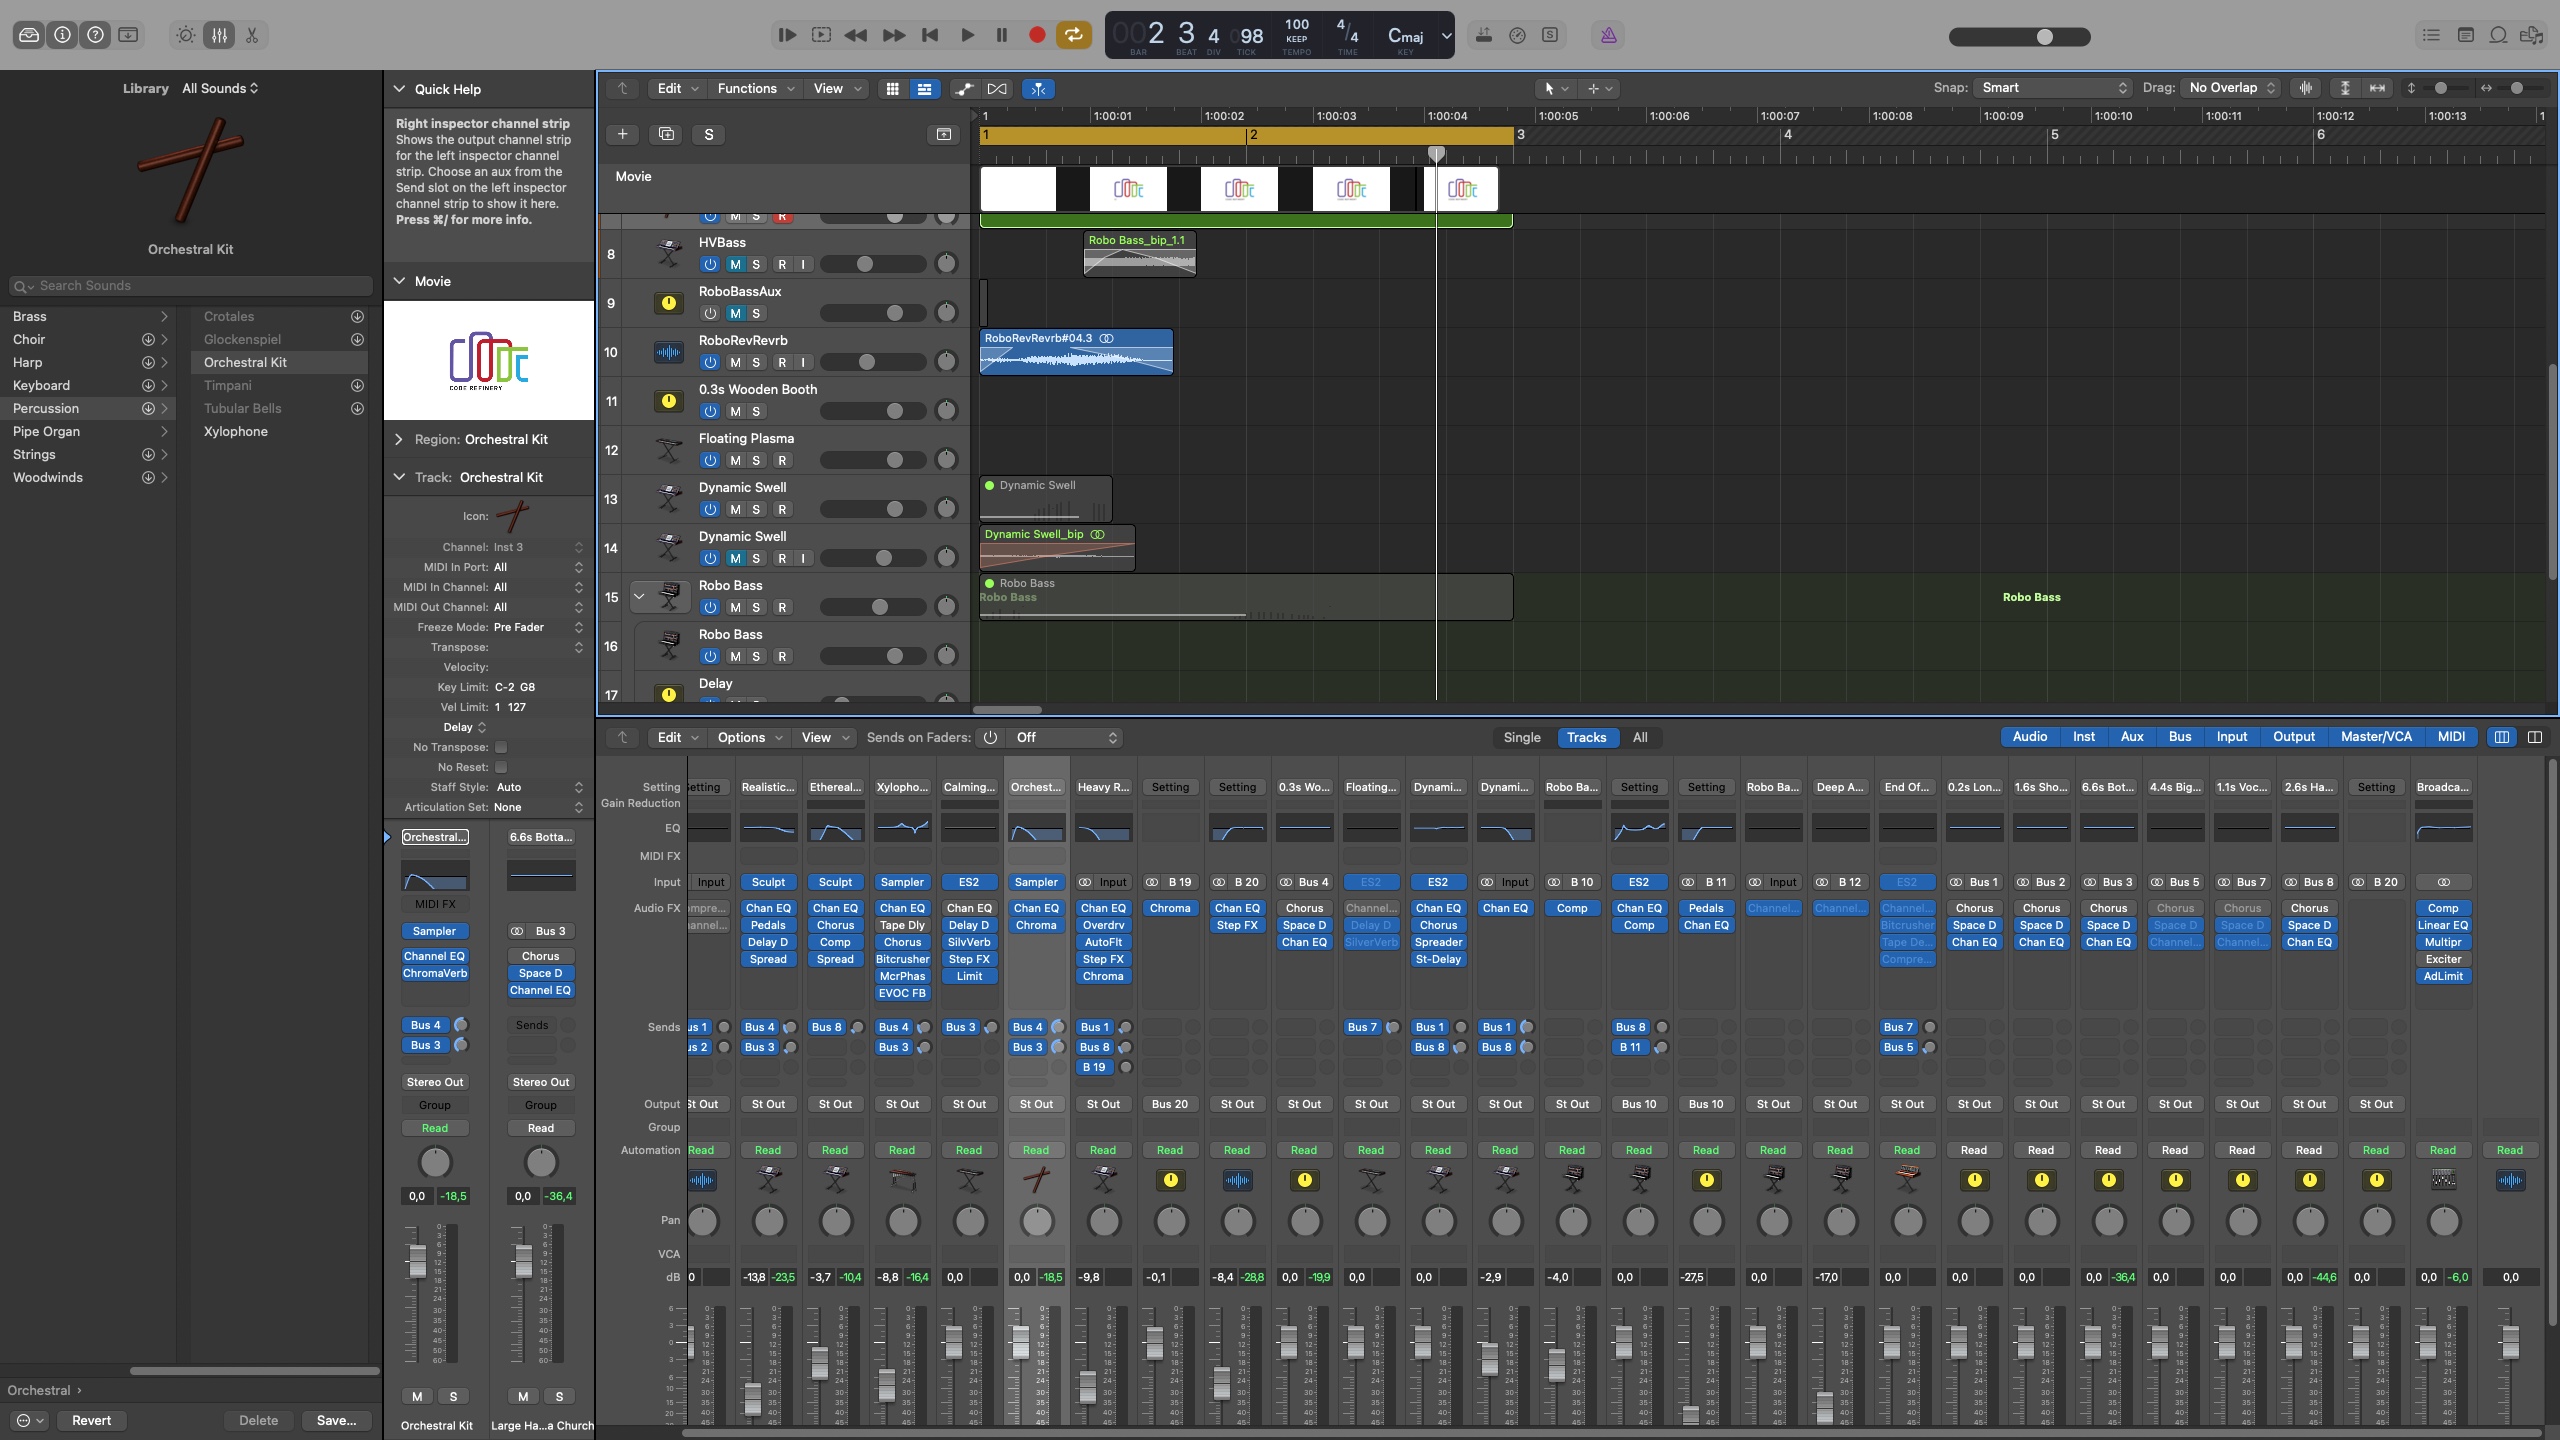 002 3 4 098 100 4/4 Cmaj
KEEP
BAR BEAT DIV TICK TEMPO TIME KEY
Library All Sounds
Orchestral Kit
Search Sounds
Brass
Choir
Harp
Keyboard
Percussion
Pipe Organ
Strings
Woodwinds
Crotales
Glockenspiel
Orchestral Kit
Timpani
Tubular Bells
Xylophone
Orchestral
Revert Delete Save...
Quick Help
Right inspector channel strip
Shows the output channel strip
for the left inspector channel
strip. Choose an aux from the
Send slot on the left inspector
channel strip to show it here.
Press ⌘/ for more info.
Movie
CODE REFINERY
Region: Orchestral Kit
Track: Orchestral Kit
Icon:
Channel: Inst 3
MIDI In Port: All
MIDI In Channel: All
MIDI Out Channel: All
Freeze Mode: Pre Fader
Transpose:
Velocity:
Key Limit: C-2 G8
Vel Limit: 1 127
Delay
No Transpose:
No Reset:
Staff Style: Auto
Articulation Set: None
Orchestral... 6.6s Botta...
MIDI FX
Sampler Bus 3
Channel EQ Chorus
ChromaVerb Space D
Channel EQ
Bus 4 Sends
Bus 3
Stereo Out Stereo Out
Group Group
Read Read
0,0 -18,5 0,0 -36,4
M S M S
Orchestral Kit Large Ha...a Church
Edit Functions View Snap: Smart Drag: No Overlap
1 1:00:01 1:00:02 1:00:03 1:00:04 1:00:05 1:00:06 1:00:07 1:00:08 1:00:09 1:00:10 1:00:11 1:00:12 1:00:13 1
S 1 2 3 4 5 6
Movie
M S R
8 HVBass M S R I Robo Bass_bip_1.1
9 RoboBassAux M S
10 RoboRevRevrb M S R I RoboRevRevrb#04.3
11 0.3s Wooden Booth M S
12 Floating Plasma M S R
13 Dynamic Swell M S R Dynamic Swell
14 Dynamic Swell M S R I Dynamic Swell_bip
15 Robo Bass M S R Robo Bass Robo Bass Robo Bass
16 Robo Bass M S R
17 Delay
Edit Options View Sends on Faders: Off Single Tracks All Audio Inst Aux Bus Input Output Master/VCA MIDI
Setting Setting Realistic... Ethereal... Xylopho... Calming... Orchest... Heavy R... Setting Setting 0.3s Wo... Floating... Dynami... Dynami... Robo Ba... Setting Setting Robo Ba... Deep A... End Of... 0.2s Lon... 1.6s Sho... 6.6s Bot... 4.4s Big... 1.1s Voc... 2.6s Ha... Setting Broadca...
Gain Reduction
EQ
MIDI FX
Input Input Sculpt Sculpt Sampler ES2 Sampler Input B 19 B 20 Bus 4 ES2 ES2 Input B 10 ES2 B 11 Input B 12 ES2 Bus 1 Bus 2 Bus 3 Bus 5 Bus 7 Bus 8 B 20
Audio FX mpre... Chan EQ Chan EQ Chan EQ Chan EQ Chan EQ Chan EQ Chroma Chan EQ Chorus Channel... Chan EQ Chan EQ Comp Chan EQ Pedals Channel... Channel... Channel... Chorus Chorus Chorus Chorus Chorus Chorus Comp
hannel... Pedals Chorus Tape Dly Delay D Chroma Overdrv Step FX Space D Delay D Chorus Comp Chan EQ Bitcrusher Space D Space D Space D Space D Space D Space D Linear EQ
Delay D Comp Chorus SilvVerb AutoFlt Chan EQ SilverVerb Spreader Tape De... Chan EQ Chan EQ Chan EQ Channel... Channel... Chan EQ Multipr
Spread Spread Bitcrusher Step FX Step FX St-Delay Compre... Exciter
McrPhas Limit Chroma AdLimit
EVOC FB
Sends us 1 Bus 4 Bus 8 Bus 4 Bus 3 Bus 4 Bus 1 Bus 7 Bus 1 Bus 1 Bus 8 Bus 7
us 2 Bus 3 Bus 3 Bus 3 Bus 8 Bus 8 Bus 8 B 11 Bus 5
B 19
Output St Out St Out St Out St Out St Out St Out St Out Bus 20 St Out St Out St Out St Out St Out St Out Bus 10 Bus 10 St Out St Out St Out St Out St Out St Out St Out St Out St Out St Out
Group
Automation Read Read Read Read Read Read Read Read Read Read Read Read Read Read Read Read Read Read Read Read Read Read Read Read Read Read Read Read
Pan
VCA
dB 0 -13,8 -23,5 -3,7 -10,4 -8,8 -16,4 0,0 0,0 -18,5 -9,8 -0,1 -8,4 -28,8 0,0 -19,9 0,0 0,0 -2,9 -4,0 0,0 -27,5 0,0 -17,0 0,0 0,0 0,0 0,0 -36,4 0,0 0,0 0,0 -44,6 0,0 0,0 -6,0 0,0